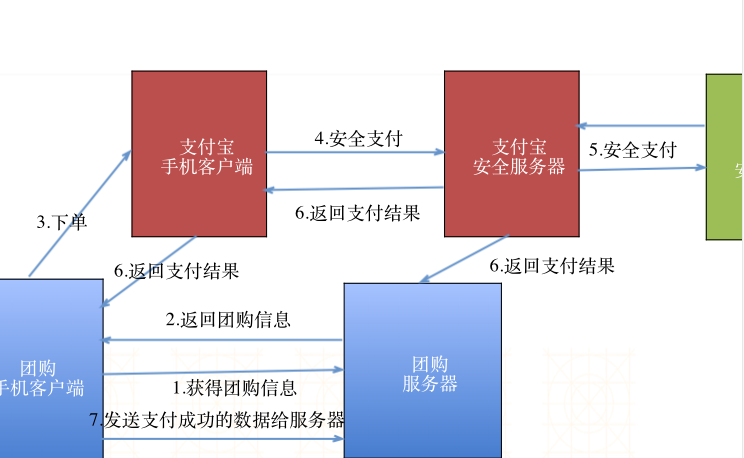 4.安全支付
支付宝
手机客户端
支付宝
安全服务器
5.安全支付
6.返回支付结果
3.下单
6.返回支付结果
6.返回支付结果
2.返回团购信息
团购
手机客户端
团购
服务器
1.获得团购信息
7.发送支付成功的数据给服务器